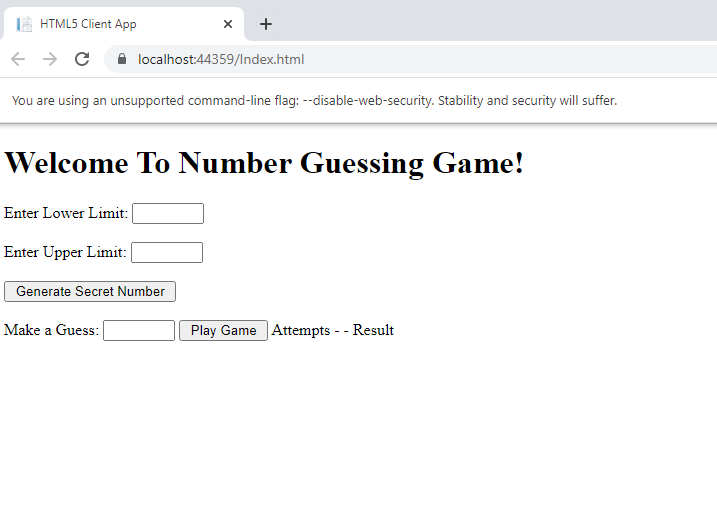 HTML5 Client App
localhost:44359/Index.html
You are using an unsupported command-line flag: --disable-web-security. Stability and security will suffer.
Welcome To Number Guessing Game!
Enter Lower Limit:
Enter Upper Limit:
Generate Secret Number
Make a Guess: Play Game Attempts - - Result